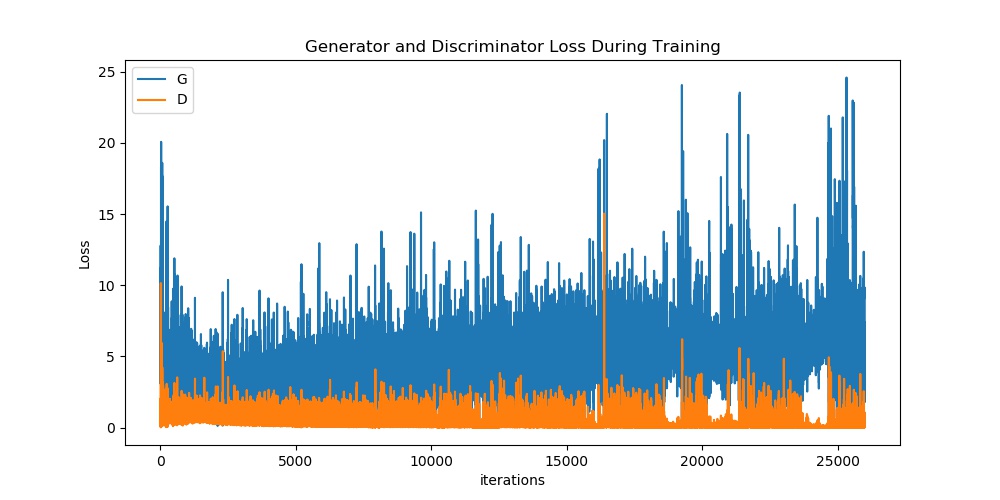 Generator and Discriminator Loss During Training
G
D
25
20
15
10
5
0
Loss
0 5000 10000 15000 20000 25000
iterations